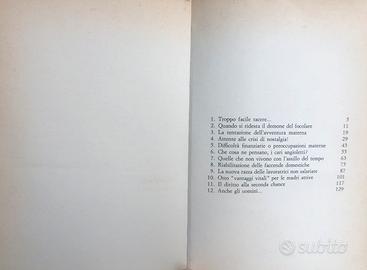 1. Troppo facile tacere... 3
2. Quando si ridesta il demone del focolare 11
3. La tentazione dell'avventura materna 19
4. Attente alle crisi di nostalgia! 29
5. Difficoltà finanziarie o preoccupazioni materne 43
6. Che cosa ne pensano, i cari angioletti? 55
7. Quelle che non vivono con l'assillo del tempo 63
8. Riabilitazione delle faccende domestiche 73
9. La nuova razza delle lavoratrici non salariate 87
10. Otto "vantaggi vitali" per le madri attive 101
11. Il diritto alla seconda chance 117
12. Anche gli uomini... 129
subito